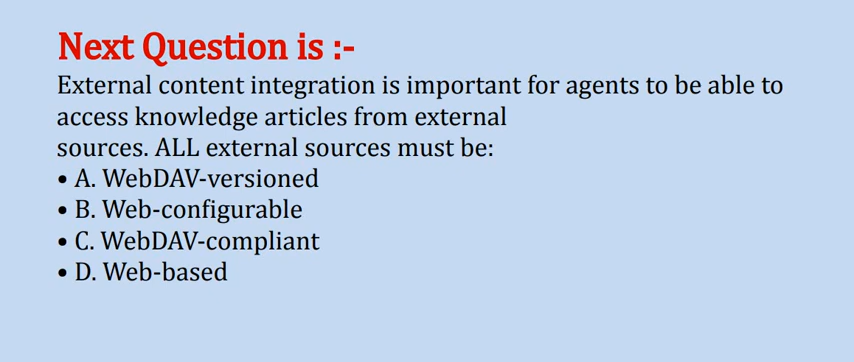 Next Question is :-
External content integration is important for agents to be able to
access knowledge articles from external
sources. ALL external sources must be:
• A. WebDAV-versioned
• B. Web-configurable
• C. WebDAV-compliant
• D. Web-based